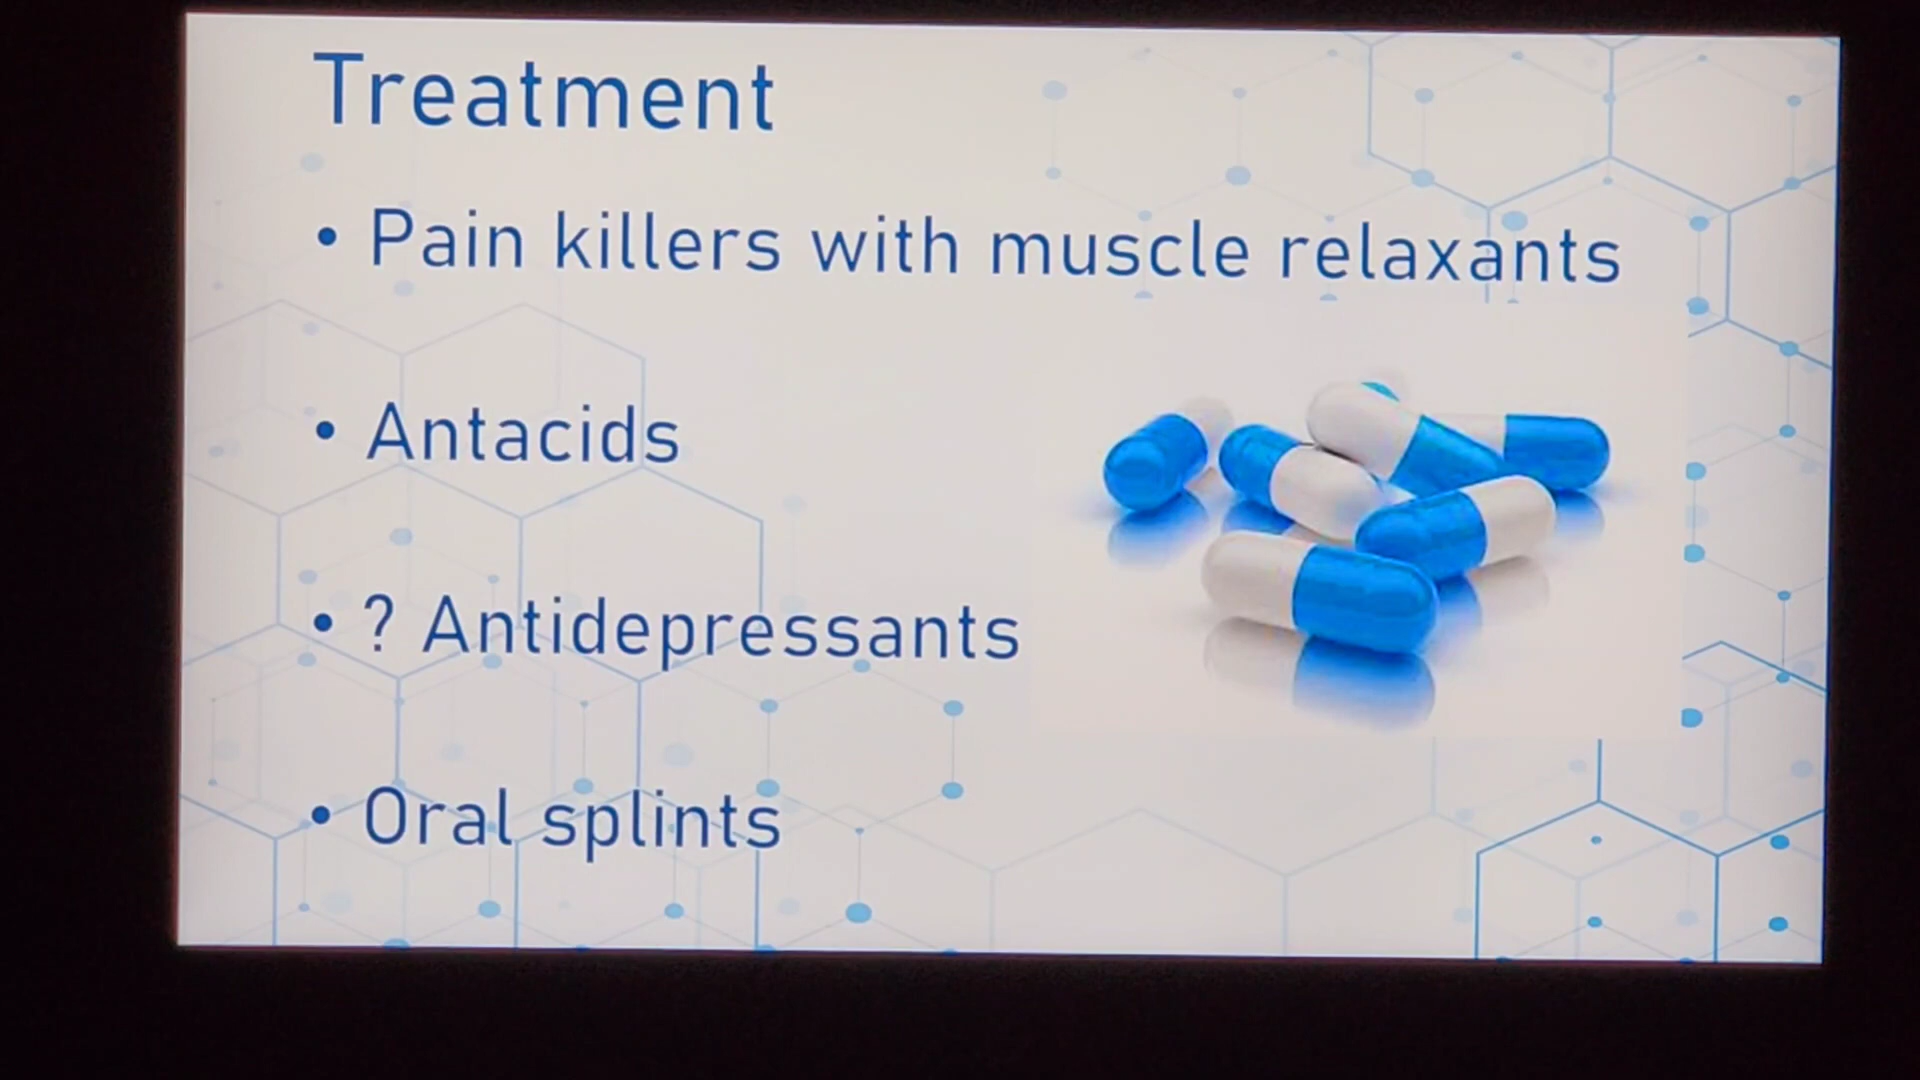 Treatment
• Pain killers with muscle relaxants
• Antacids
• ? Antidepressants
• Oral splints